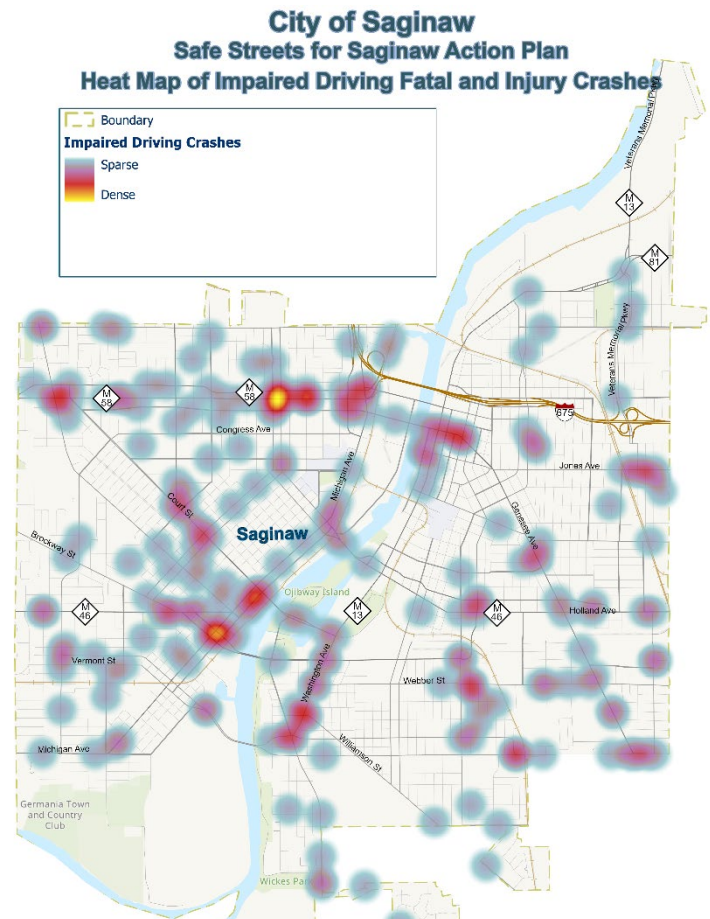 City of Saginaw
Safe Streets for Saginaw Action Plan
Heat Map of Impaired Driving Fatal and Injury Crashes
Boundary
Impaired Driving Crashes
Sparse
Dense
Veterans Memorial Pkwy
M
13
M
81
Veterans Memorial Pkwy
M
58
M
58
675
Congress Ave
Jones Ave
Michigan Ave
Court St
Genesee Ave
Saginaw
Brockway St
Ojibway Island
M
46
M
13
M
46
Holland Ave
Vermont St
Washington Ave
Webber St
Michigan Ave
Williamson St
Germania Town
and Country
Club
Wickes Park